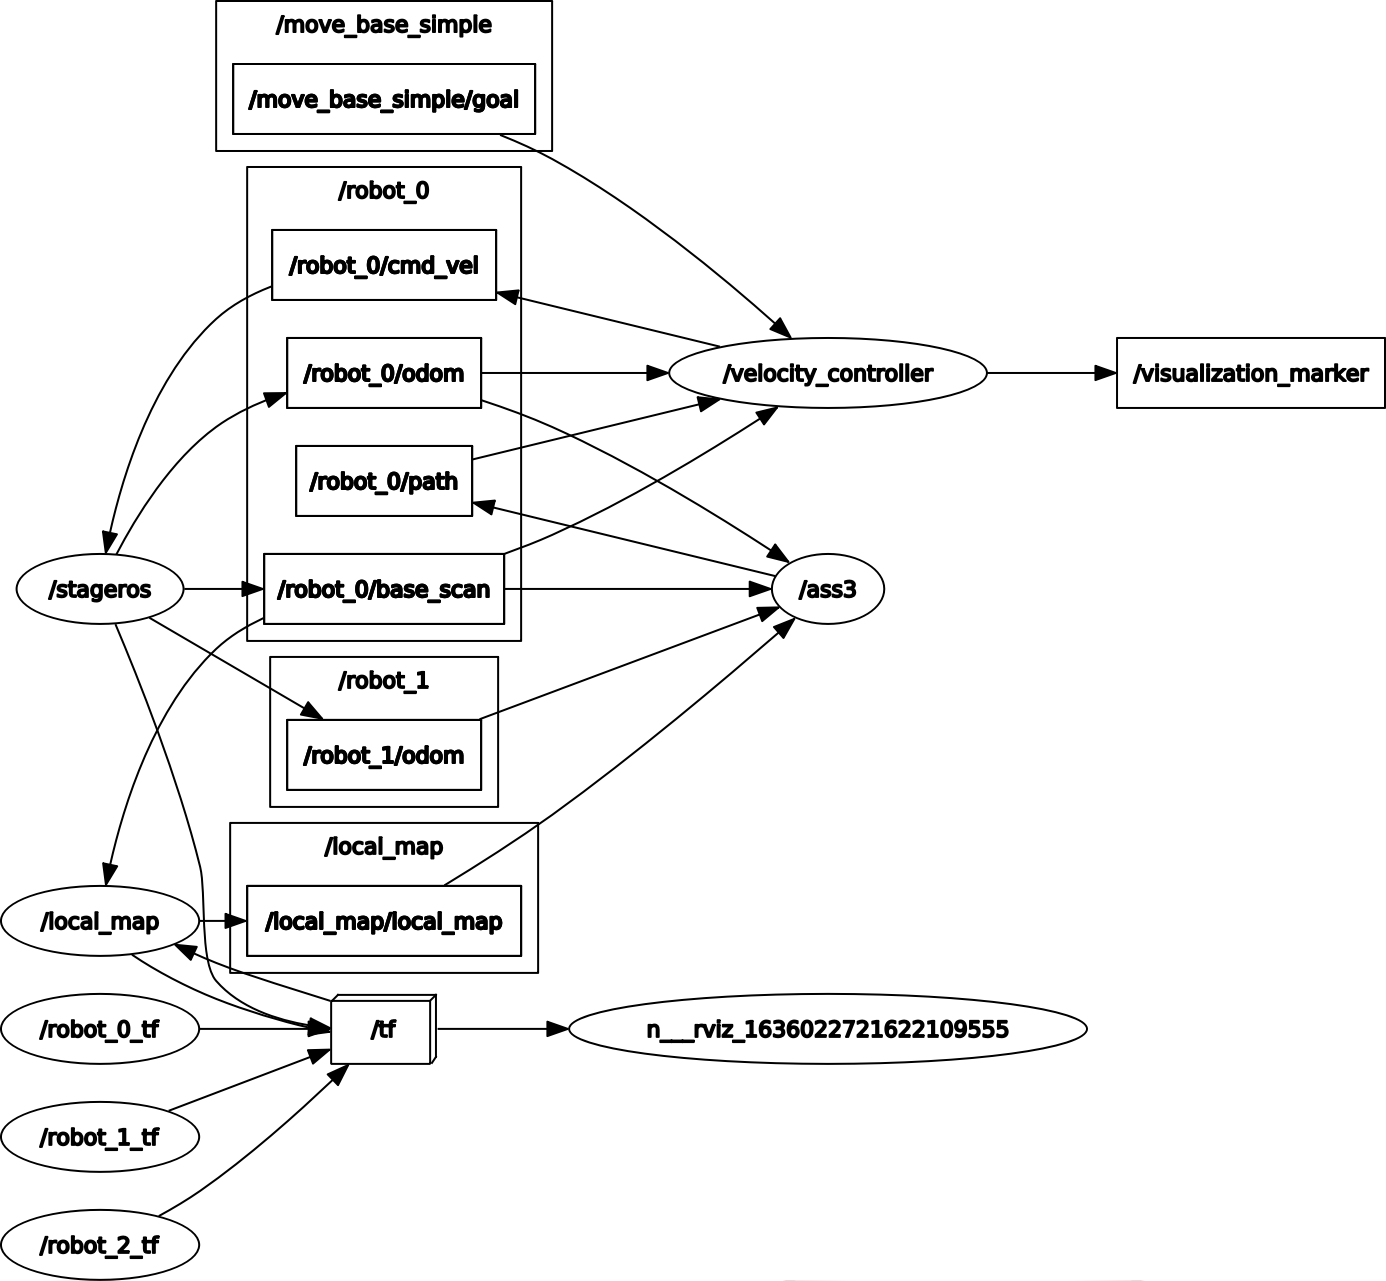 /move_base_simple
/move_base_simple/goal
/robot_0
/robot_0/cmd_vel
/robot_0/odom
/velocity_controller
/visualization_marker
/robot_0/path
/stageros
/robot_0/base_scan
/ass3
/robot_1
/robot_1/odom
/local_map
/local_map
/local_map/local_map
/robot_0_tf
/tf
n___rviz_1636022721622109555
/robot_1_tf
/robot_2_tf